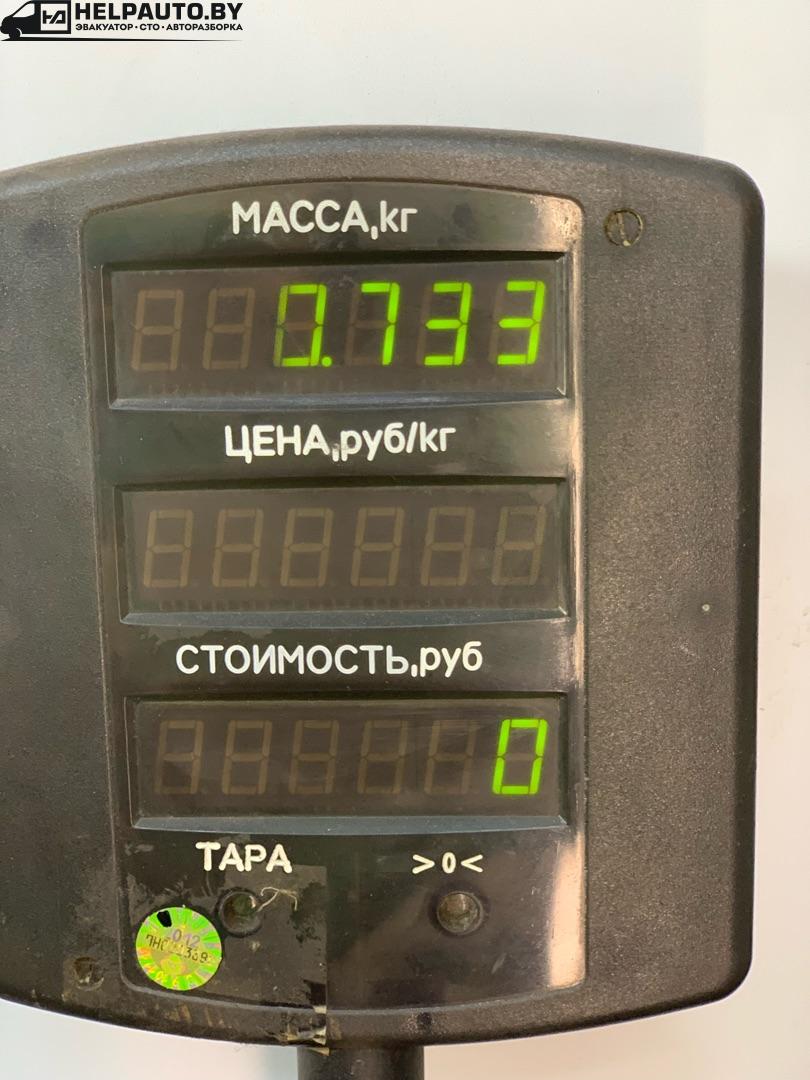 HELPAUTO.BY
ЭВАКУАТОР•СТО•АВТОРАЗБОРКА
МАССА,кг
0.733
ЦЕНА,руб/кг
СТОИМОСТЬ,руб
0
ТАРА >0<